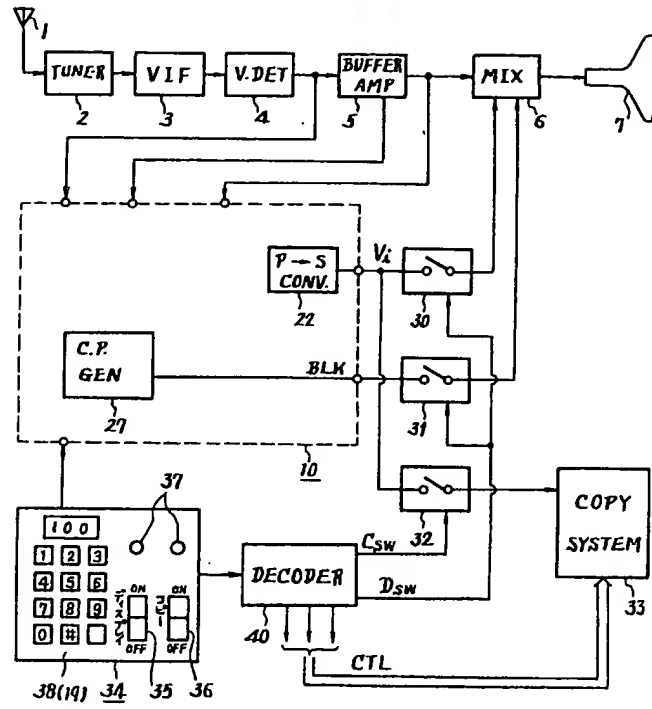 1
TUNER
VIF
V.DET
BUFFER
AMP
MIX
2
3
4
5
6
7
P→S
CONV.
22
Vi
30
C.P.
GEN
27
BLK
31
10
32
COPY
SYSTEM
33
100
37
1 2 3
4 5 6
7 8 9
0 #
ON
OFF
ON
OFF
38(19)
34
35
36
DECODER
40
CSW
DSW
CTL